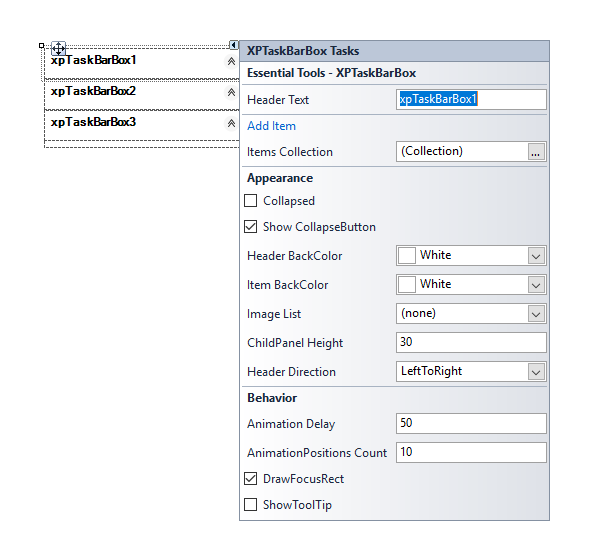 xpTaskBarBox1
xpTaskBarBox2
xpTaskBarBox3
XPTaskBarBox Tasks
Essential Tools - XPTaskBarBox
Header Text xpTaskBarBox1
Add Item
Items Collection (Collection) ...
Appearance
Collapsed
Show CollapseButton
Header BackColor White
Item BackColor White
Image List (none)
ChildPanel Height 30
Header Direction LeftToRight
Behavior
Animation Delay 50
AnimationPositions Count 10
DrawFocusRect
ShowToolTip